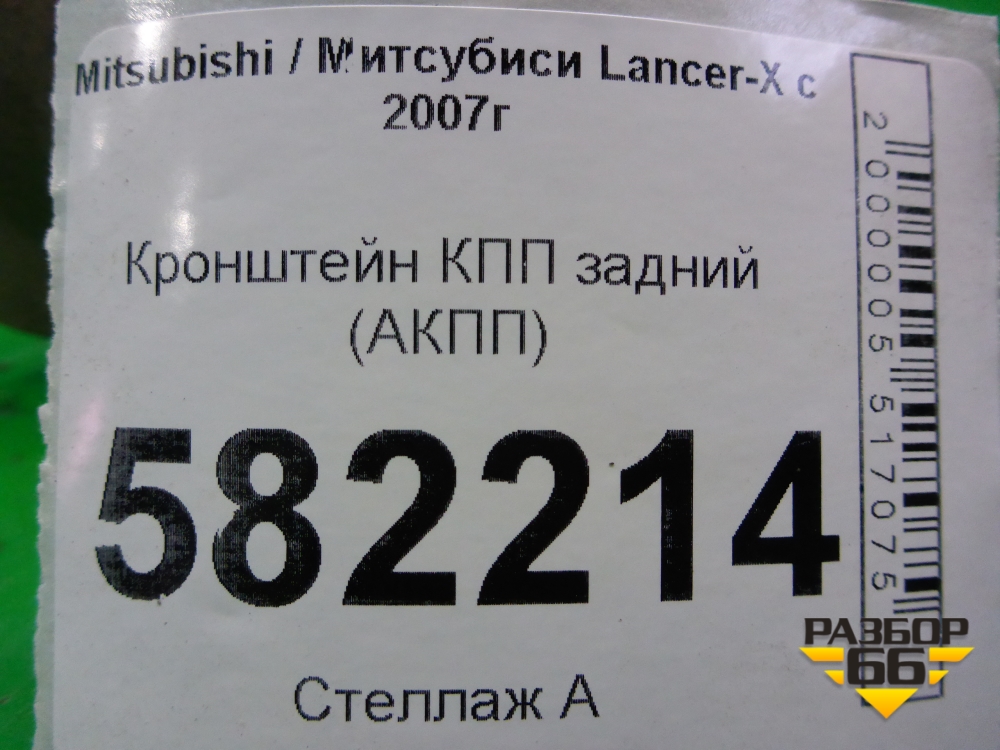 Mitsubishi / Митсубиси Lancer-X с
2007г
Кронштейн КПП задний
(АКПП)
582214
Стеллаж А
2000005517075
РАЗБОР
66